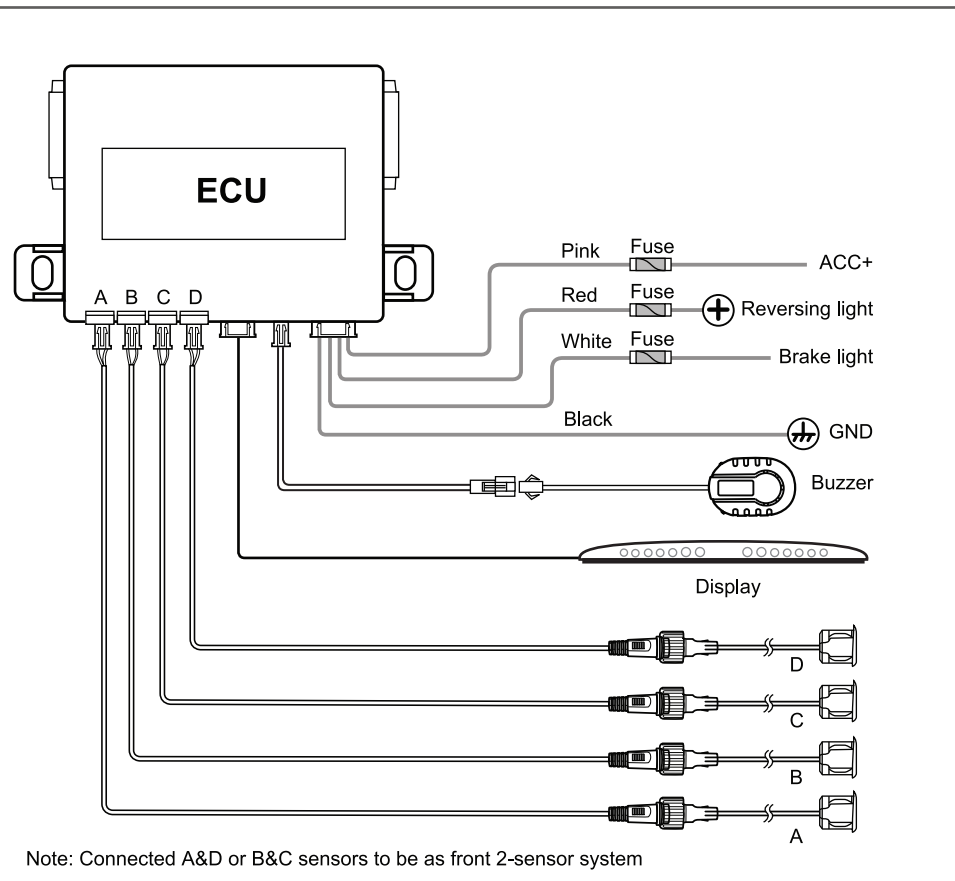 ECU
Pink Fuse ACC+
A B C D
Red Fuse Reversing light
White Fuse Brake light
Black GND
Buzzer
Display
D
C
B
A
Note: Connected A&D or B&C sensors to be as front 2-sensor system